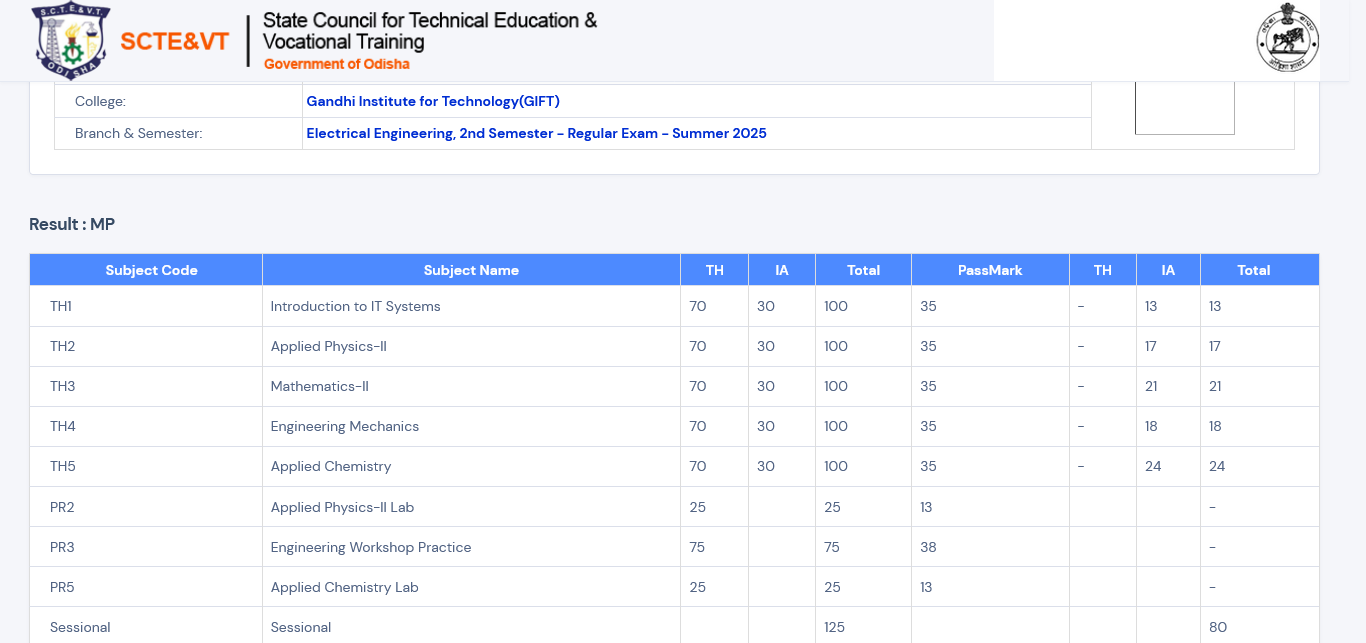 S.C.T.E.&V.T.
ODISHA
SCTE&VT
State Council for Technical Education &
Vocational Training
Government of Odisha
College: Gandhi Institute for Technology(GIFT)
Branch & Semester: Electrical Engineering, 2nd Semester - Regular Exam - Summer 2025
Result : MP
Subject Code Subject Name TH IA Total PassMark TH IA Total
TH1 Introduction to IT Systems 70 30 100 35 - 13 13
TH2 Applied Physics-II 70 30 100 35 - 17 17
TH3 Mathematics-II 70 30 100 35 - 21 21
TH4 Engineering Mechanics 70 30 100 35 - 18 18
TH5 Applied Chemistry 70 30 100 35 - 24 24
PR2 Applied Physics-II Lab 25 25 13 -
PR3 Engineering Workshop Practice 75 75 38 -
PR5 Applied Chemistry Lab 25 25 13 -
Sessional Sessional 125 80